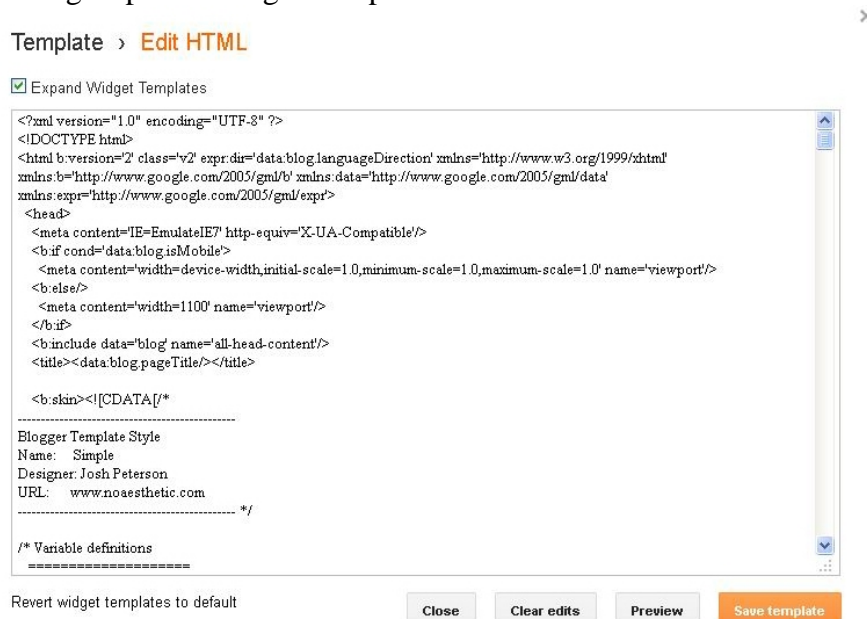 Template › Edit HTML
Expand Widget Templates
<?xml version="1.0" encoding="UTF-8" ?>
<!DOCTYPE html>
<html b:version='2' class='v2' expr:dir='data:blog.languageDirection' xmlns='http://www.w3.org/1999/xhtml'
xmlns:b='http://www.google.com/2005/gml/b' xmlns:data='http://www.google.com/2005/gml/data'
xmlns:expr='http://www.google.com/2005/gml/expr'>
<head>
<meta content='IE=EmulateIE7' http-equiv='X-UA-Compatible'/>
<b:if cond='data:blog.isMobile'>
<meta content='width=device-width,initial-scale=1.0,minimum-scale=1.0,maximum-scale=1.0' name='viewport'/>
<b:else/>
<meta content='width=1100' name='viewport'/>
</b:if>
<b:include data='blog' name='all-head-content'/>
<title><data:blog.pageTitle/></title>
<b:skin><![CDATA[/*
-----------------------------------------------
Blogger Template Style
Name: Simple
Designer: Josh Peterson
URL: www.noaesthetic.com
----------------------------------------------- */
/* Variable definitions
====================
Revert widget templates to default
Close Clear edits Preview Save template